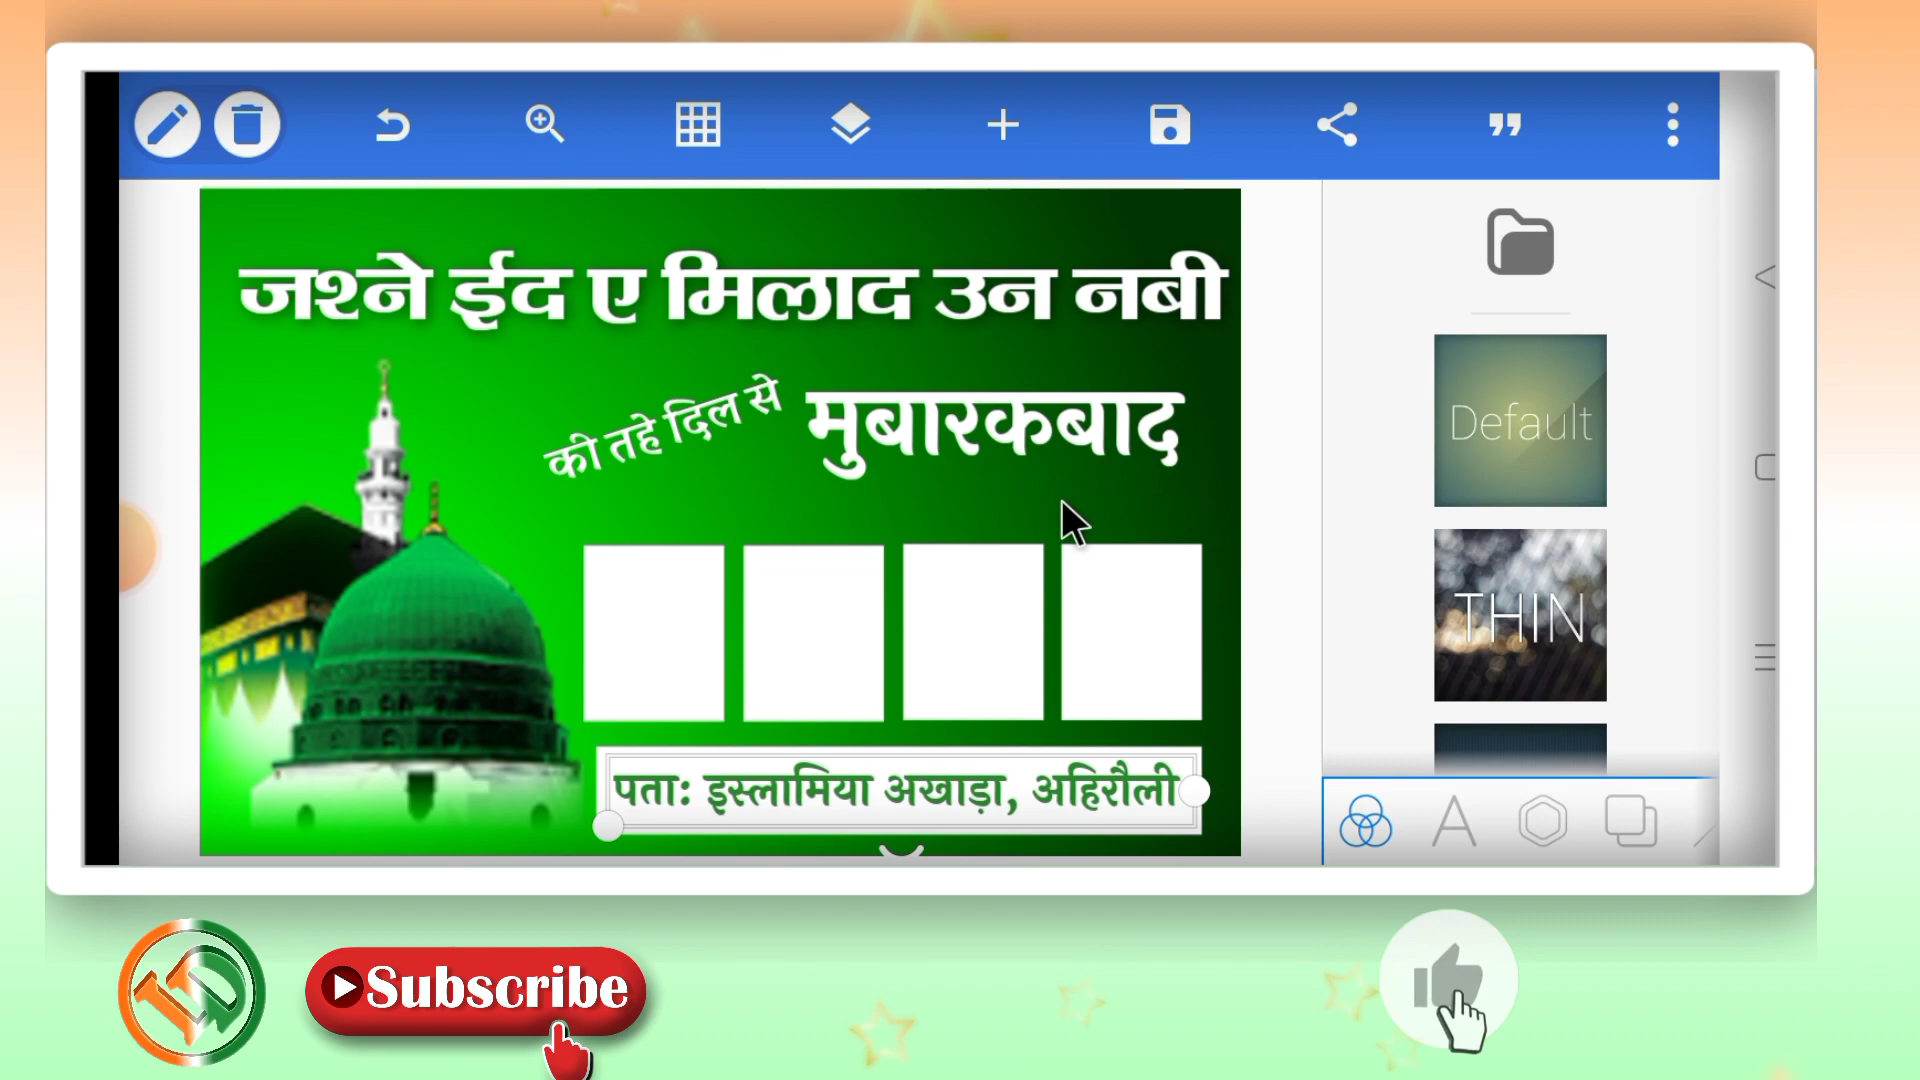 जश्ने ईद ए मिलाद उन नबी
की तहे दिल से मुबारकबाद
पता: इस्लामिया अखाड़ा, अहिरौली
Default
THIN
Subscribe